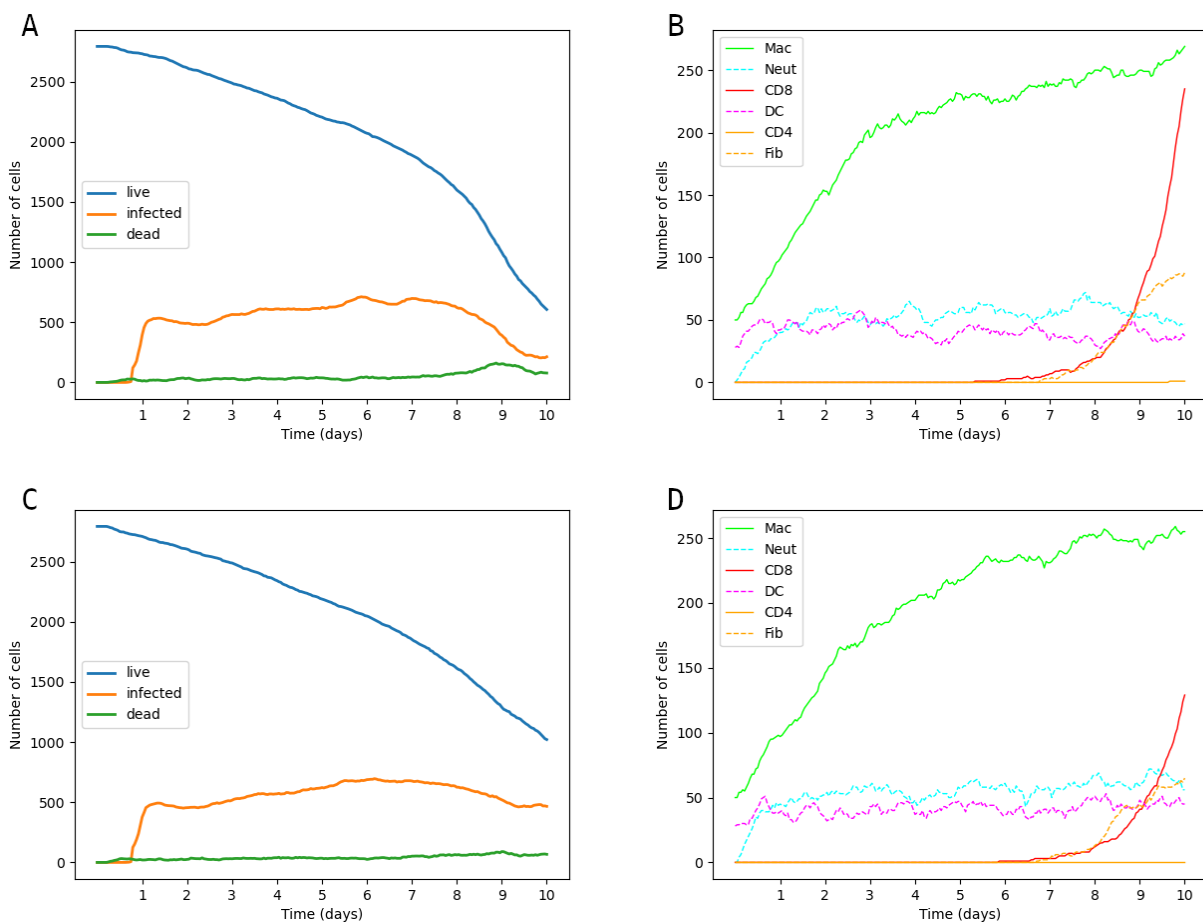 A
Number of cells
2500
2000
1500
1000
500
0
live
infected
dead
1 2 3 4 5 6 7 8 9 10
Time (days)
B
Number of cells
250
200
150
100
50
0
Mac
Neut
CD8
DC
CD4
Fib
1 2 3 4 5 6 7 8 9 10
Time (days)
C
Number of cells
2500
2000
1500
1000
500
0
live
infected
dead
1 2 3 4 5 6 7 8 9 10
Time (days)
D
Number of cells
250
200
150
100
50
0
Mac
Neut
CD8
DC
CD4
Fib
1 2 3 4 5 6 7 8 9 10
Time (days)